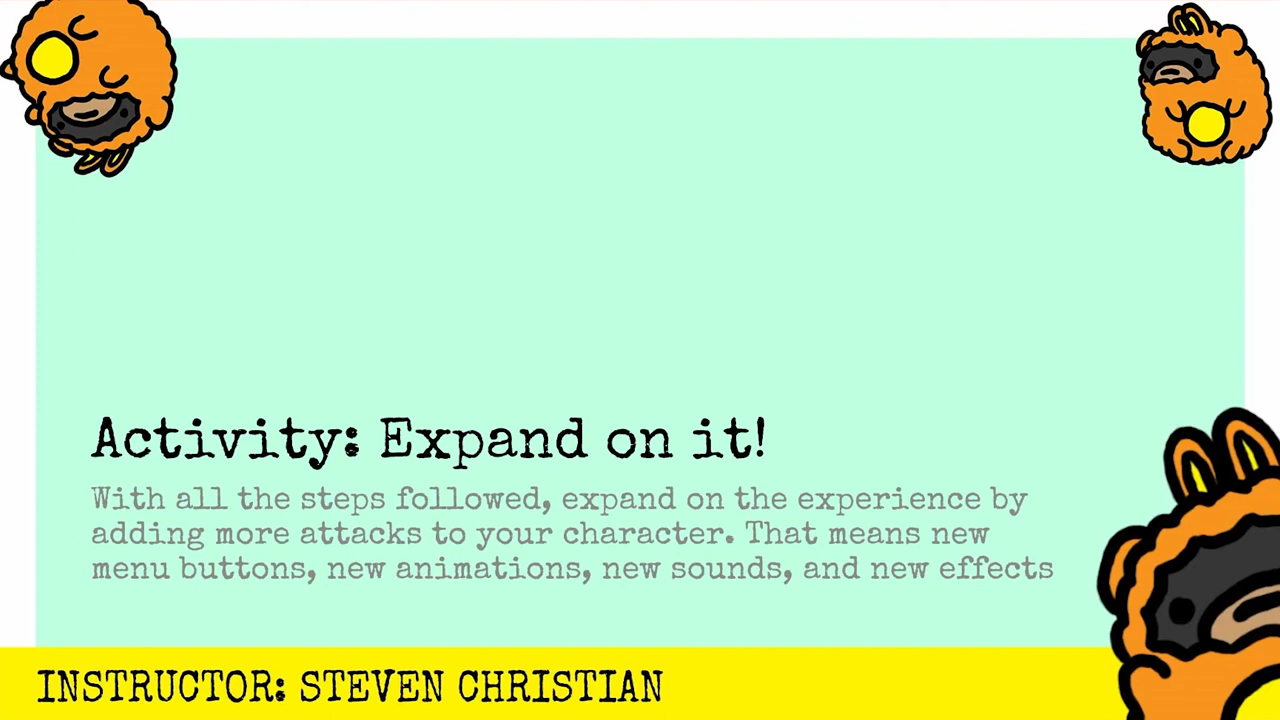 Activity: Expand on it!
With all the steps followed, expand on the experience by
adding more attacks to your character. That means new
menu buttons, new animations, new sounds, and new effects
INSTRUCTOR: STEVEN CHRISTIAN